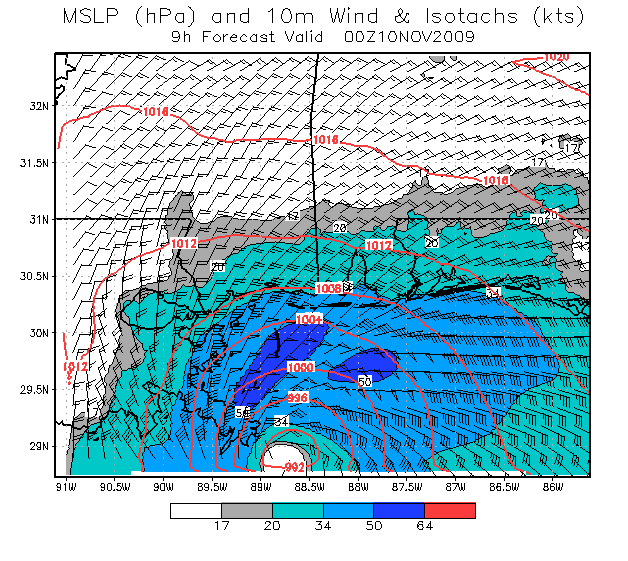 MSLP (hPa) and 10m Wind & Isotachs (kts)
9h Forecast Valid 00Z10NOV2009
1020
32N
1016
1016
17
31.5N
17
1016
20
31N
17
20
20
1012
1012
20
20
30.5N
1008
34
30N
1004
1012
1000
50
29.5N
996
50
17
34
29N
992
91W 90.5W 90W 89.5W 89W 88.5W 88W 87.5W 87W 86.5W 86W
17 20 34 50 64